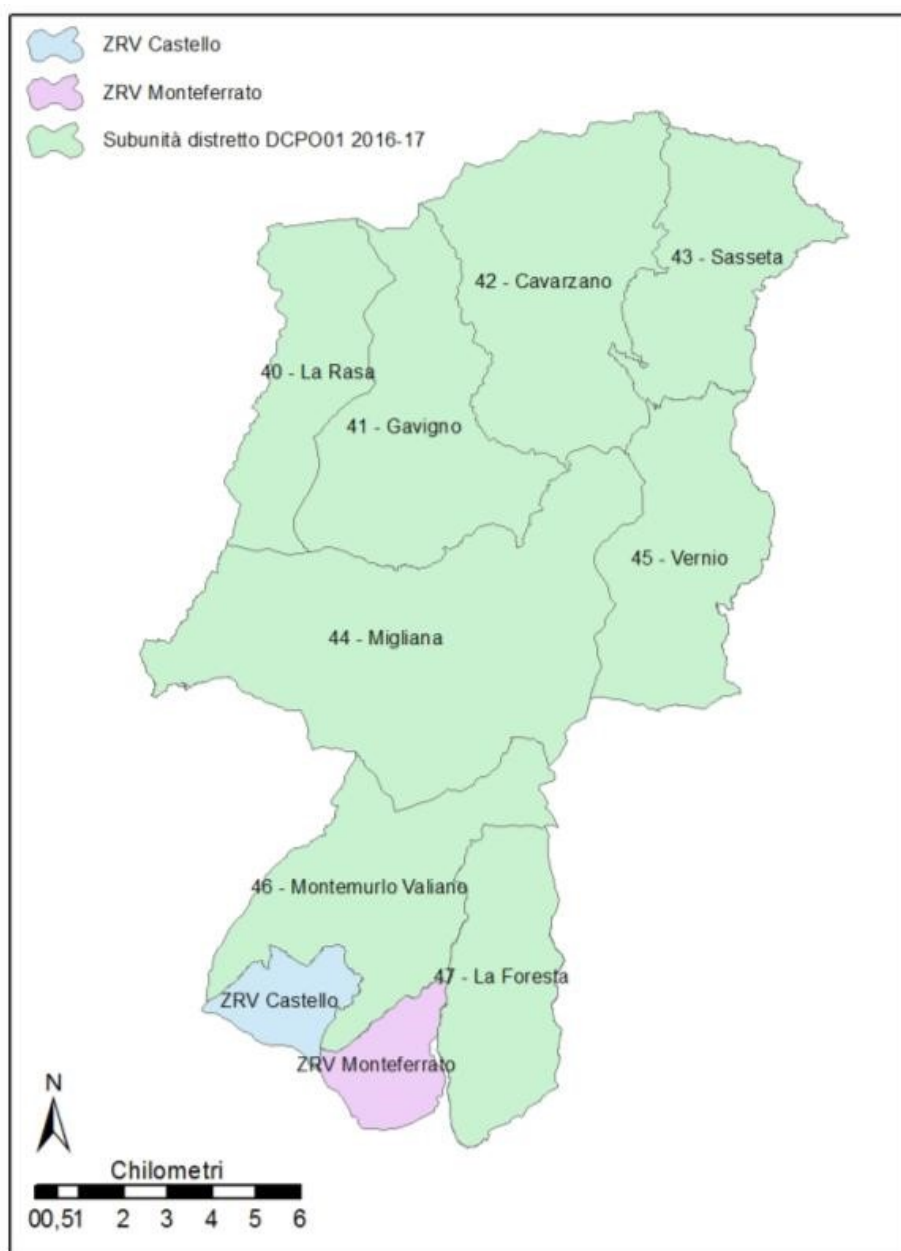 ZRV Castello
ZRV Monteferrato
Subunità distretto DCPO01 2016-17
43 - Sasseta
42 - Cavarzano
40 - La Rasa
41 - Gavigno
45 - Vernio
44 - Migliana
46 - Montemurlo Valiano
47 - La Foresta
ZRV Castello
ZRV Monteferrato
N
Chilometri
00,51 2 3 4 5 6